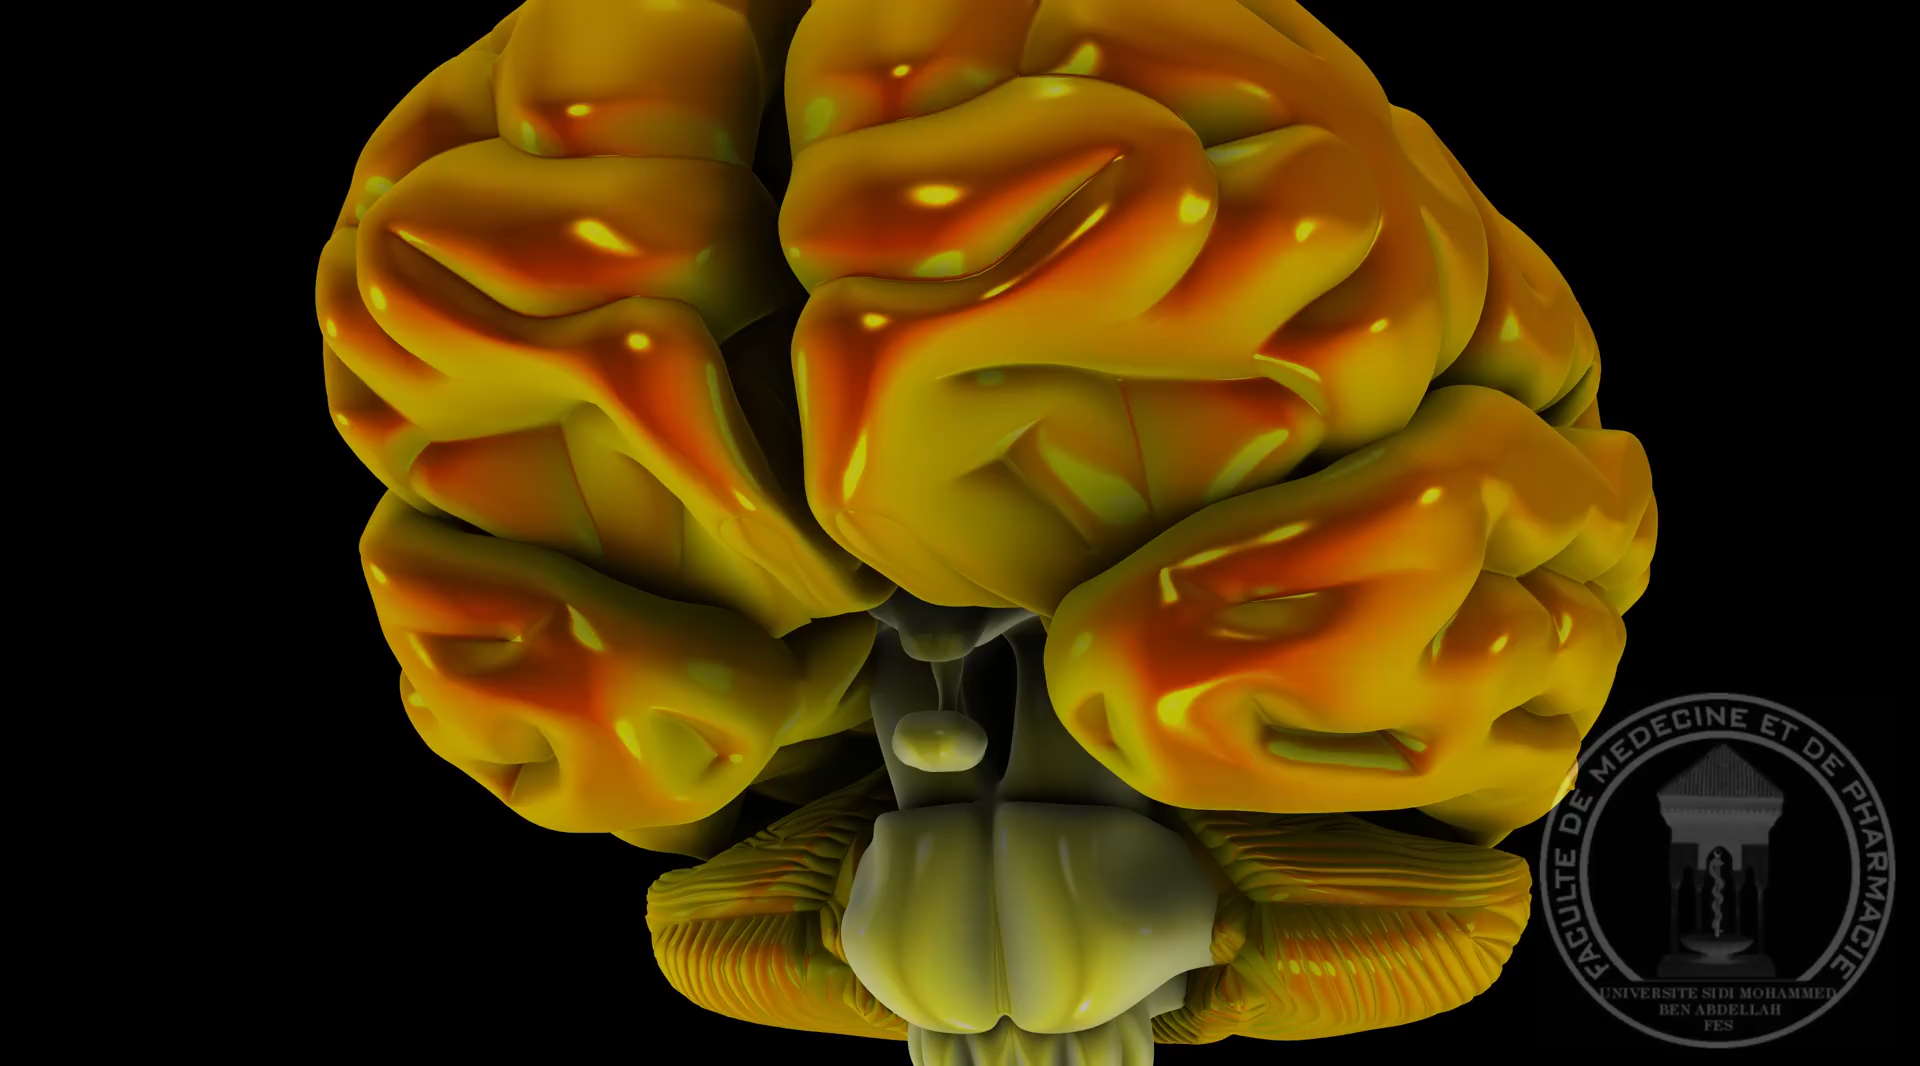 FACULTE DE MEDECINE ET DE PHARMACIE
UNIVERSITE SIDI MOHAMMED
BEN ABDELLAH
FES